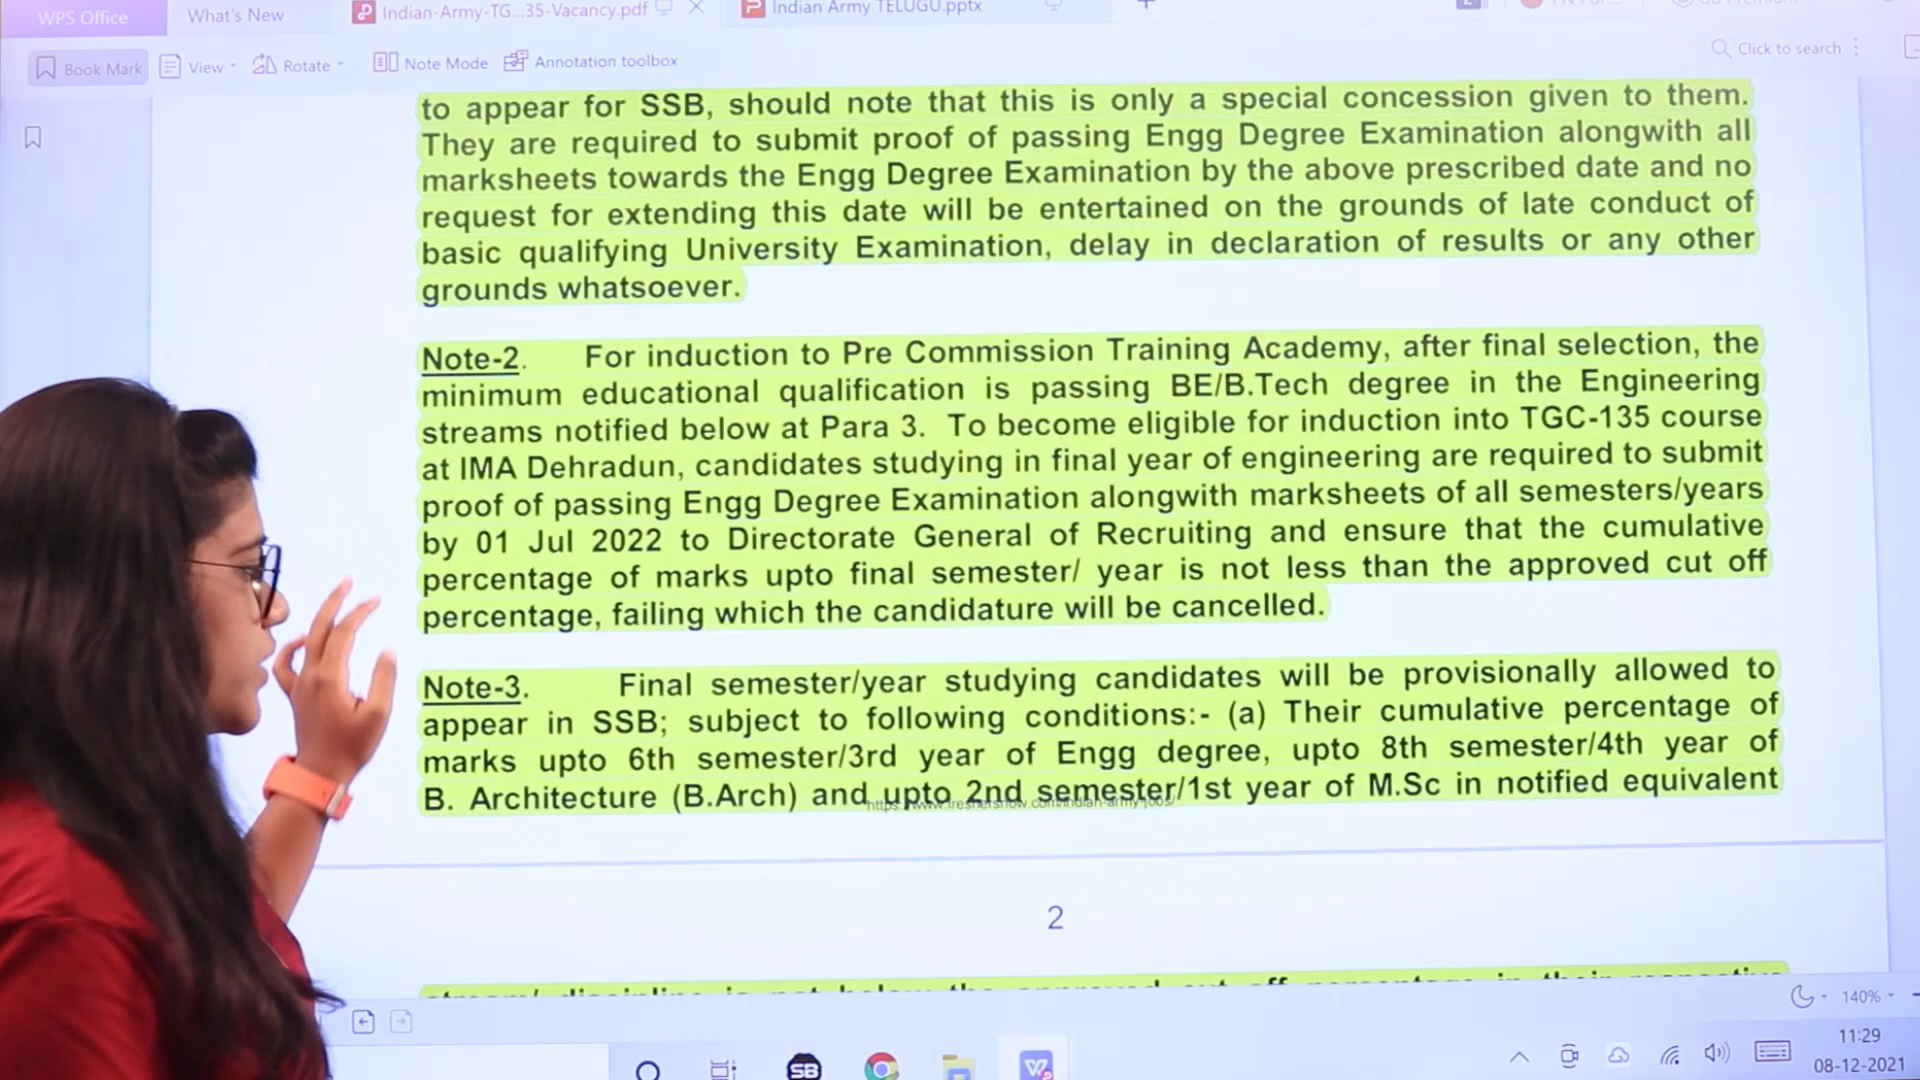 WPS Office
What's New
Indian-Army-TG...35-Vacancy.pdf
Indian Army TELUGU.pptx
Book Mark
View
Rotate
Note Mode
Annotation toolbox
Click to search
to appear for SSB, should note that this is only a special concession given to them.
They are required to submit proof of passing Engg Degree Examination alongwith all
marksheets towards the Engg Degree Examination by the above prescribed date and no
request for extending this date will be entertained on the grounds of late conduct of
basic qualifying University Examination, delay in declaration of results or any other
grounds whatsoever.
Note-2. For induction to Pre Commission Training Academy, after final selection, the
minimum educational qualification is passing BE/B.Tech degree in the Engineering
streams notified below at Para 3. To become eligible for induction into TGC-135 course
at IMA Dehradun, candidates studying in final year of engineering are required to submit
proof of passing Engg Degree Examination alongwith marksheets of all semesters/years
by 01 Jul 2022 to Directorate General of Recruiting and ensure that the cumulative
percentage of marks upto final semester/ year is not less than the approved cut off
percentage, failing which the candidature will be cancelled.
Note-3. Final semester/year studying candidates will be provisionally allowed to
appear in SSB; subject to following conditions:- (a) Their cumulative percentage of
marks upto 6th semester/3rd year of Engg degree, upto 8th semester/4th year of
B. Architecture (B.Arch) and upto 2nd semester/1st year of M.Sc in notified equivalent
https://www.freshersnow.com/indian-army-jobs/
2
140%
SB
11:29
08-12-2021